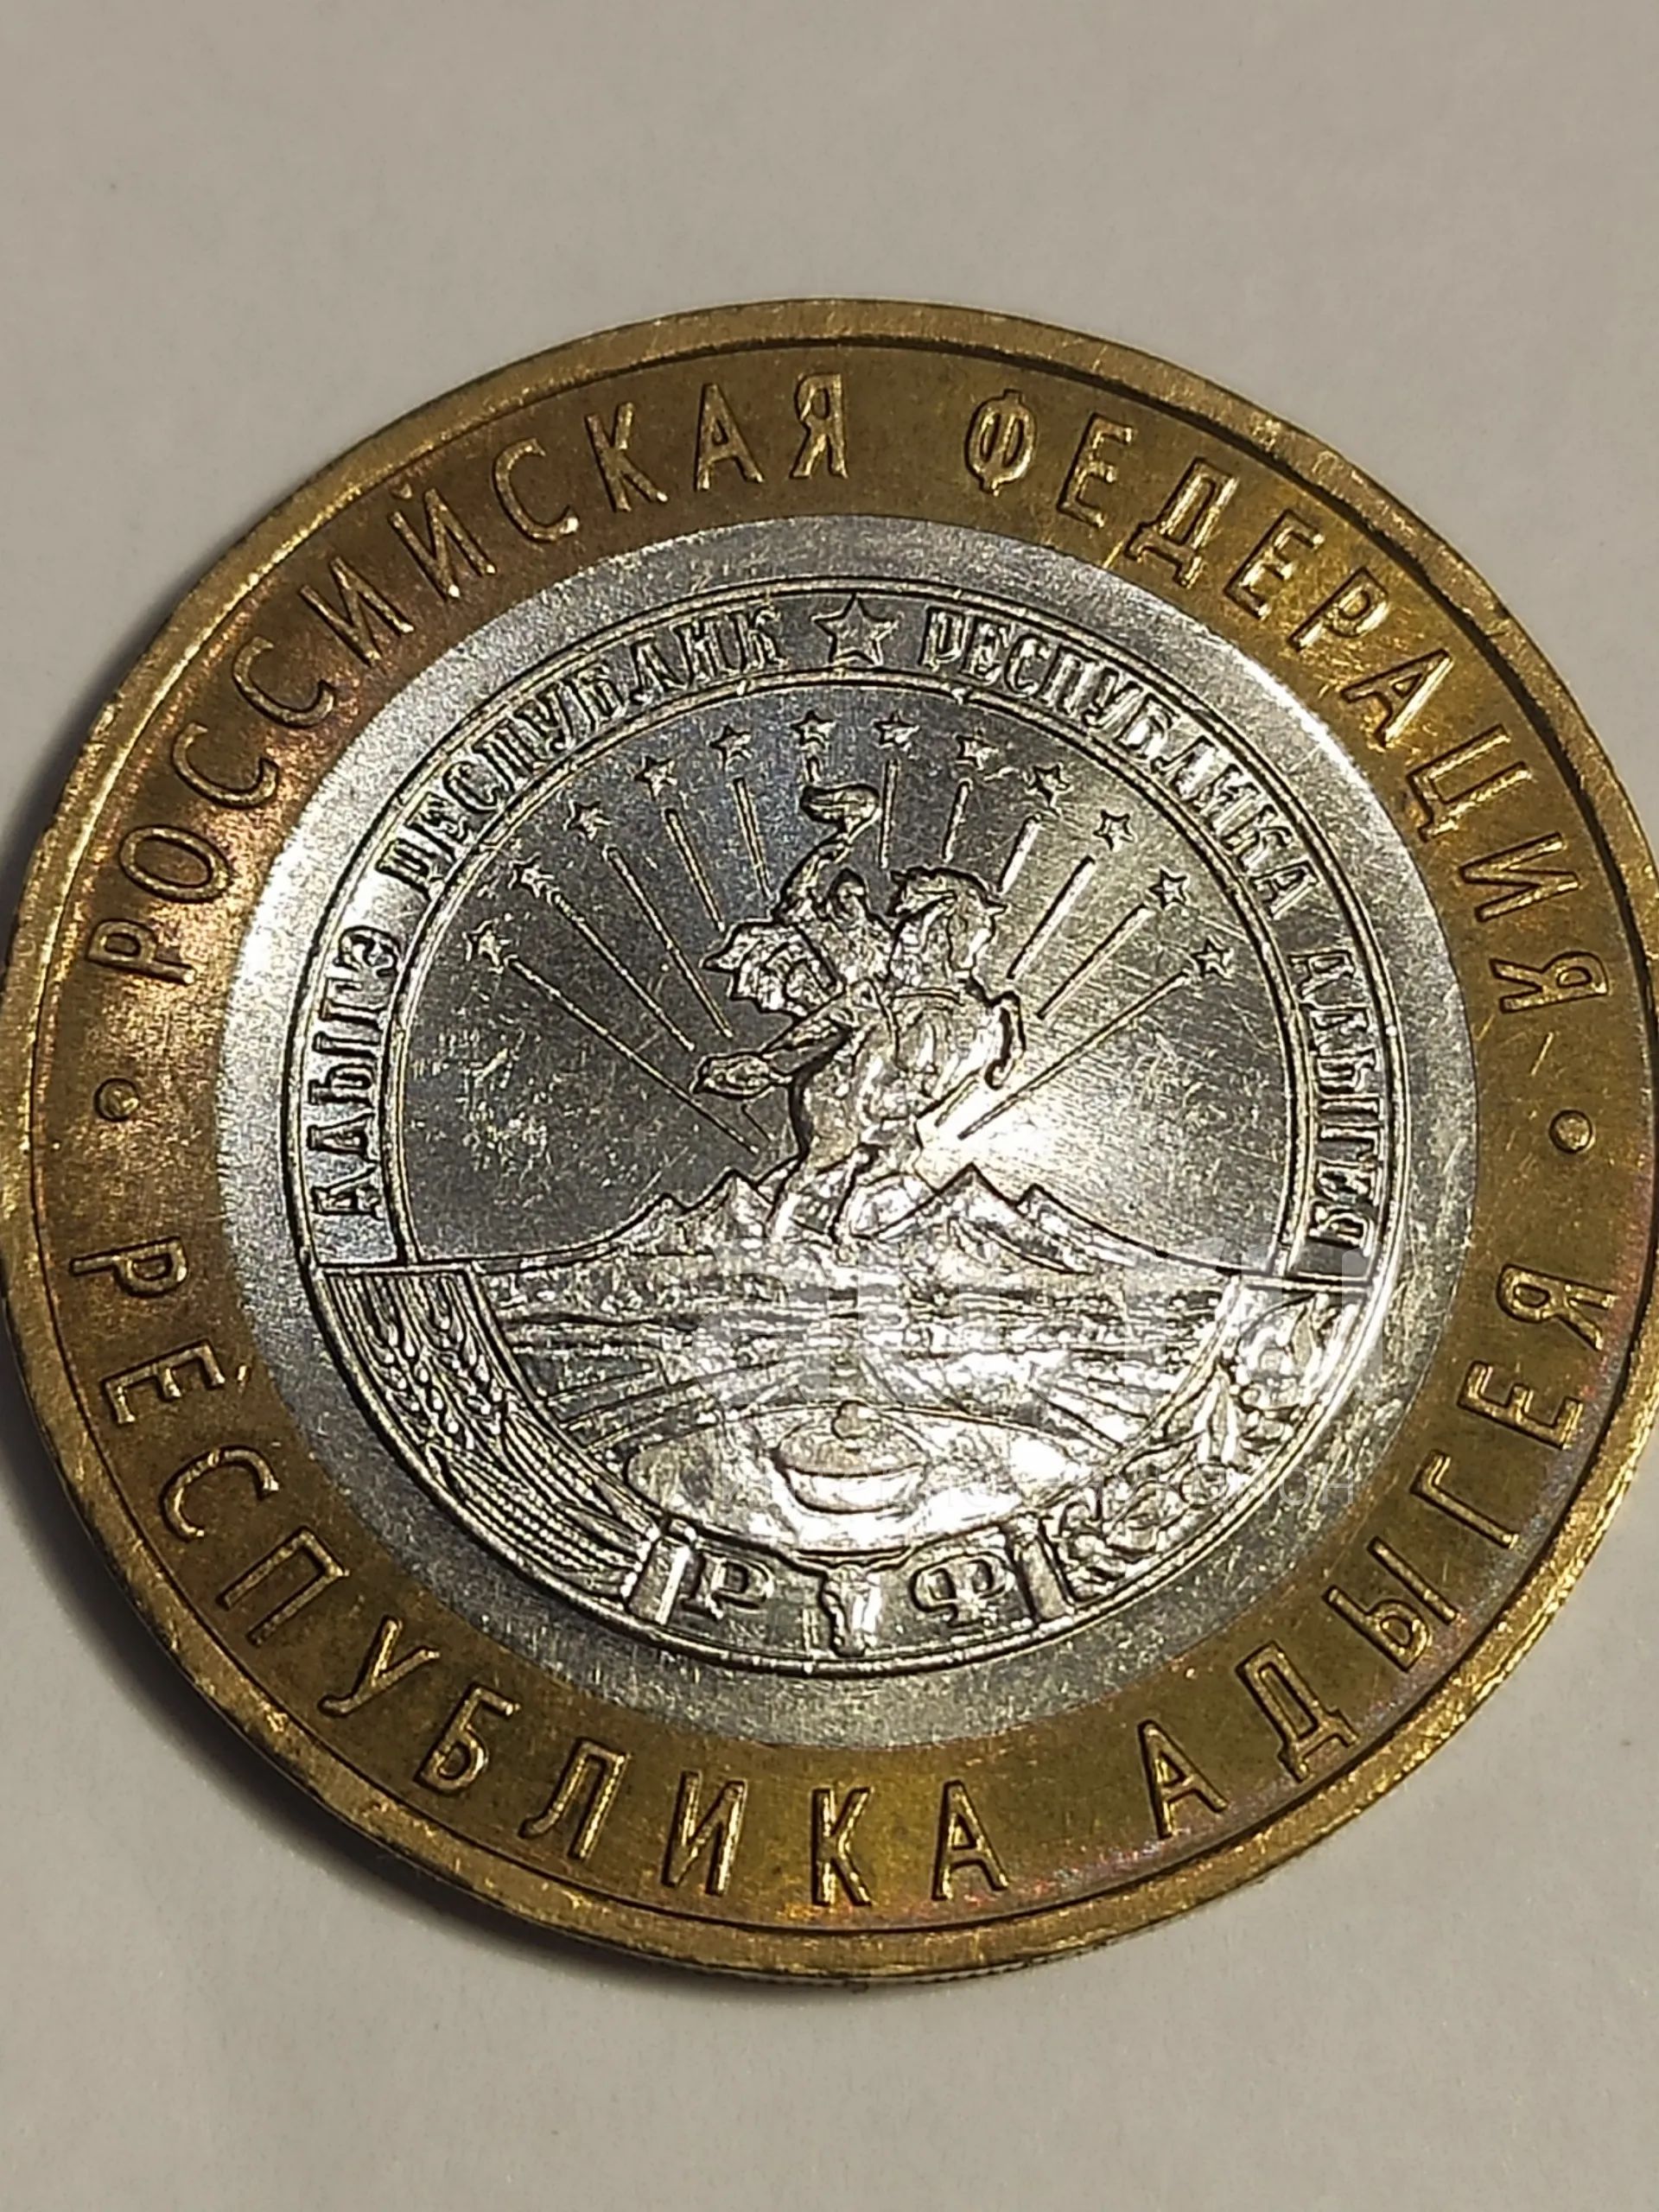 РОССИЙСКАЯ ФЕДЕРАЦИЯ
АДЫГЭ РЕСПУБЛИК ★ РЕСПУБЛИКА АДЫГЕЯ
РФ
• РЕСПУБЛИКА АДЫГЕЯ •